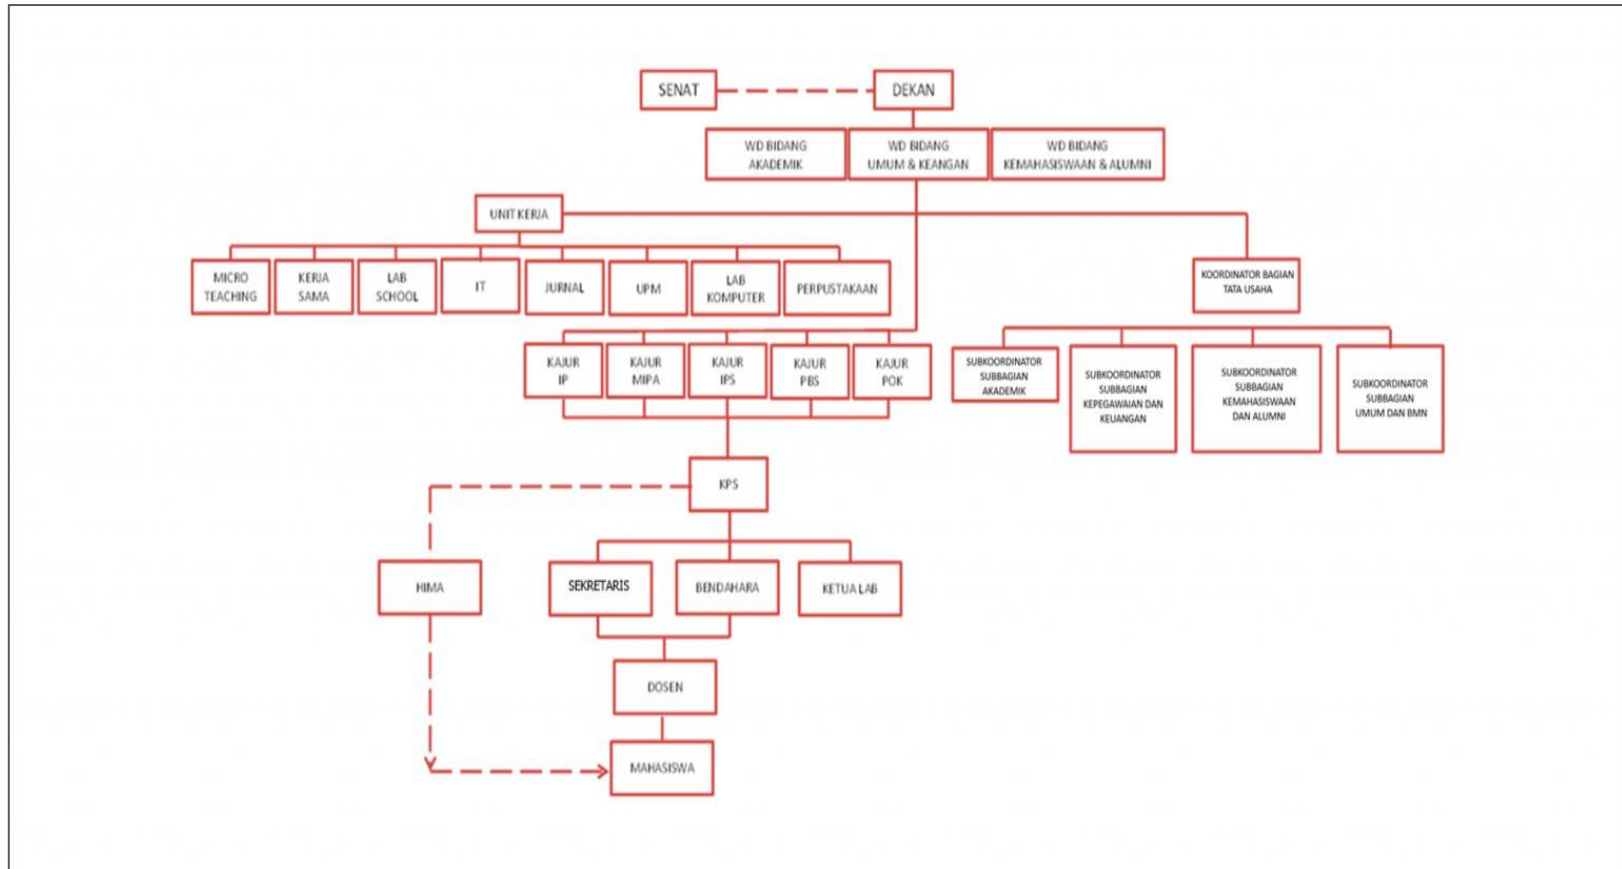 SENAT
DEKAN
WD BIDANG
AKADEMIK
WD BIDANG
UMUM & KEANGAN
WD BIDANG
KEMAHASISWAAN & ALUMNI
UNIT KERJA
MICRO
TEACHING
KERJA
SAMA
LAB
SCHOOL
IT
JURNAL
UPM
LAB
KOMPUTER
PERPUSTAKAAN
KOORDINATOR BAGIAN
TATA USAHA
KAJUR
IP
KAJUR
MIPA
KAJUR
IPS
KAJUR
PBS
KAJUR
POK
SUBKOORDINATOR
SUBBAGIAN
AKADEMIK
SUBKOORDINATOR
SUBBAGIAN
KEPEGAWAIAN DAN
KEUANGAN
SUBKOORDINATOR
SUBBAGIAN
KEMAHASISWAAN
DAN ALUMNI
SUBKOORDINATOR
SUBBAGIAN
UMUM DAN BMN
KPS
HIMA
SEKRETARIS
BENDAHARA
KETUA LAB
DOSEN
MAHASISWA